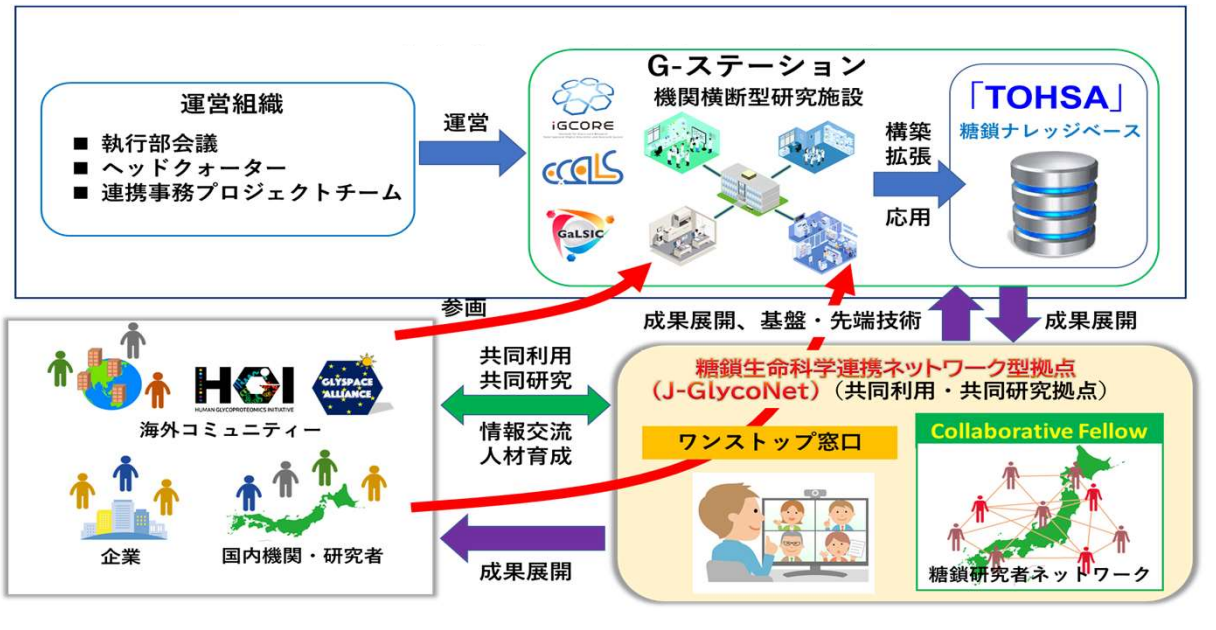 運営組織
■ 執行部会議
■ ヘッドクォーター
■ 連携事務プロジェクトチーム
運営
G-ステーション
機関横断型研究施設
iGCORE
ccaLS
GaLSIC
構築
拡張
応用
「TOHSA」
糖鎖ナレッジベース
参画
成果展開、基盤・先端技術
成果展開
HGI
HUMAN GLYCOPROTEOMICS INITIATIVE
GLYSPACE
ALLIANCE
海外コミュニティー
企業
国内機関・研究者
共同利用
共同研究
情報交流
人材育成
成果展開
糖鎖生命科学連携ネットワーク型拠点
(J-GlycoNet)(共同利用・共同研究拠点)
ワンストップ窓口
Collaborative Fellow
糖鎖研究者ネットワーク